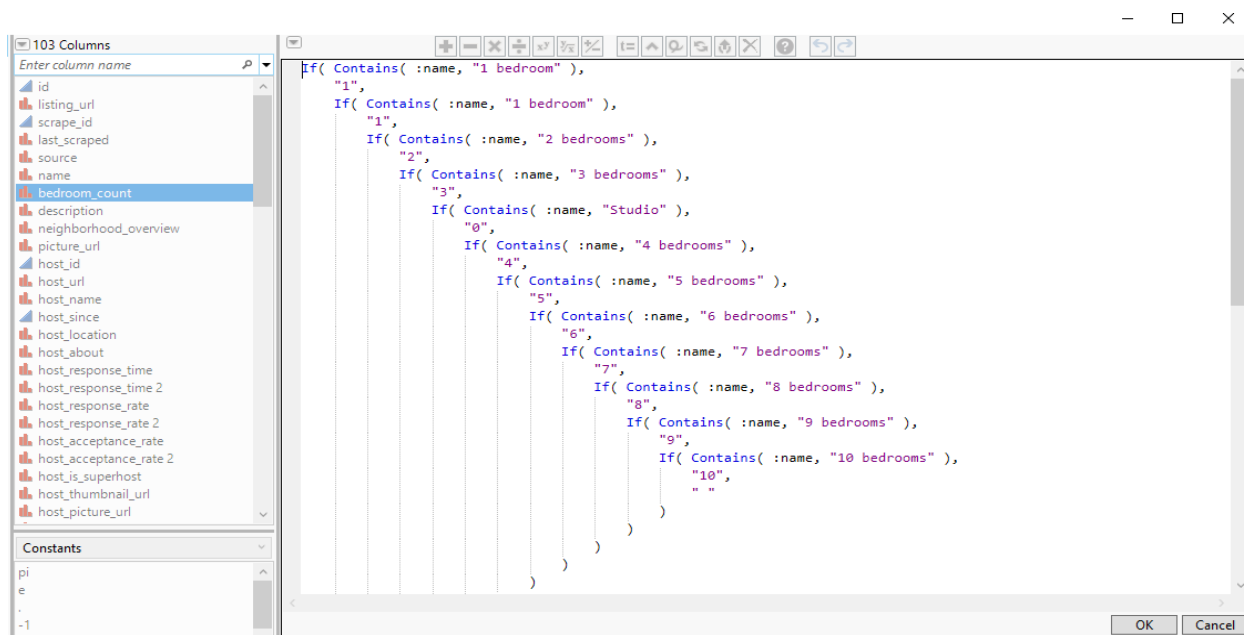 103 Columns
Enter column name
id
listing_url
scrape_id
last_scraped
source
name
bedroom_count
description
neighborhood_overview
picture_url
host_id
host_url
host_name
host_since
host_location
host_about
host_response_time
host_response_time 2
host_response_rate
host_response_rate 2
host_acceptance_rate
host_acceptance_rate 2
host_is_superhost
host_thumbnail_url
host_picture_url
Constants
pi
e
.
-1
If( Contains( :name, "1 bedroom" ),
"1",
If( Contains( :name, "1 bedroom" ),
"1",
If( Contains( :name, "2 bedrooms" ),
"2",
If( Contains( :name, "3 bedrooms" ),
"3",
If( Contains( :name, "Studio" ),
"0",
If( Contains( :name, "4 bedrooms" ),
"4",
If( Contains( :name, "5 bedrooms" ),
"5",
If( Contains( :name, "6 bedrooms" ),
"6",
If( Contains( :name, "7 bedrooms" ),
"7",
If( Contains( :name, "8 bedrooms" ),
"8",
If( Contains( :name, "9 bedrooms" ),
"9",
If( Contains( :name, "10 bedrooms" ),
"10",
" "
)
)
)
)
)
OK Cancel